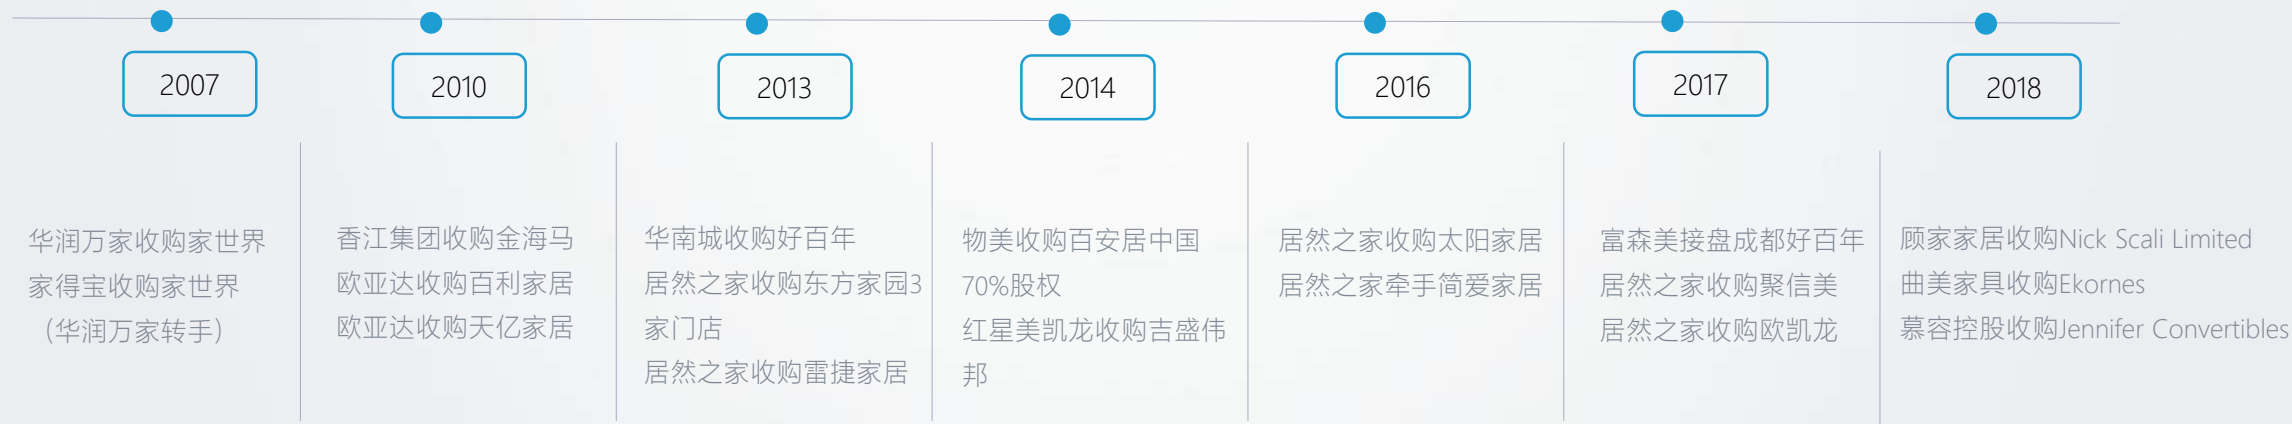 2007
2010
2013
2014
2016
2017
2018
华润万家收购家世界
家得宝收购家世界
（华润万家转手）
香江集团收购金海马
欧亚达收购百利家居
欧亚达收购天亿家居
华南城收购好百年
居然之家收购东方家园3
家门店
居然之家收购雷捷家居
物美收购百安居中国
70%股权
红星美凯龙收购吉盛伟
邦
居然之家收购太阳家居
居然之家牵手简爱家居
富森美接盘成都好百年
居然之家收购聚信美
居然之家收购欧凯龙
顾家家居收购Nick Scali Limited
曲美家具收购Ekornes
慕容控股收购Jennifer Convertibles